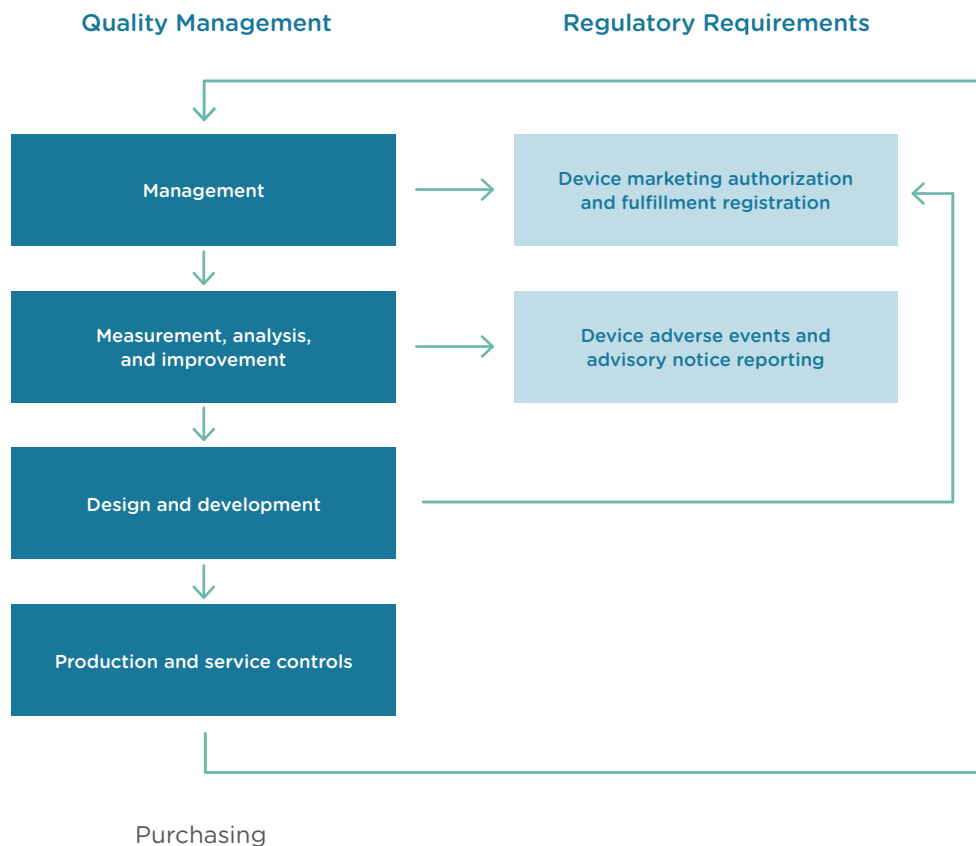 Quality Management
Regulatory Requirements
Management
Device marketing authorization
and fulfillment registration
Measurement, analysis,
and improvement
Device adverse events and
advisory notice reporting
Design and development
Production and service controls
Purchasing